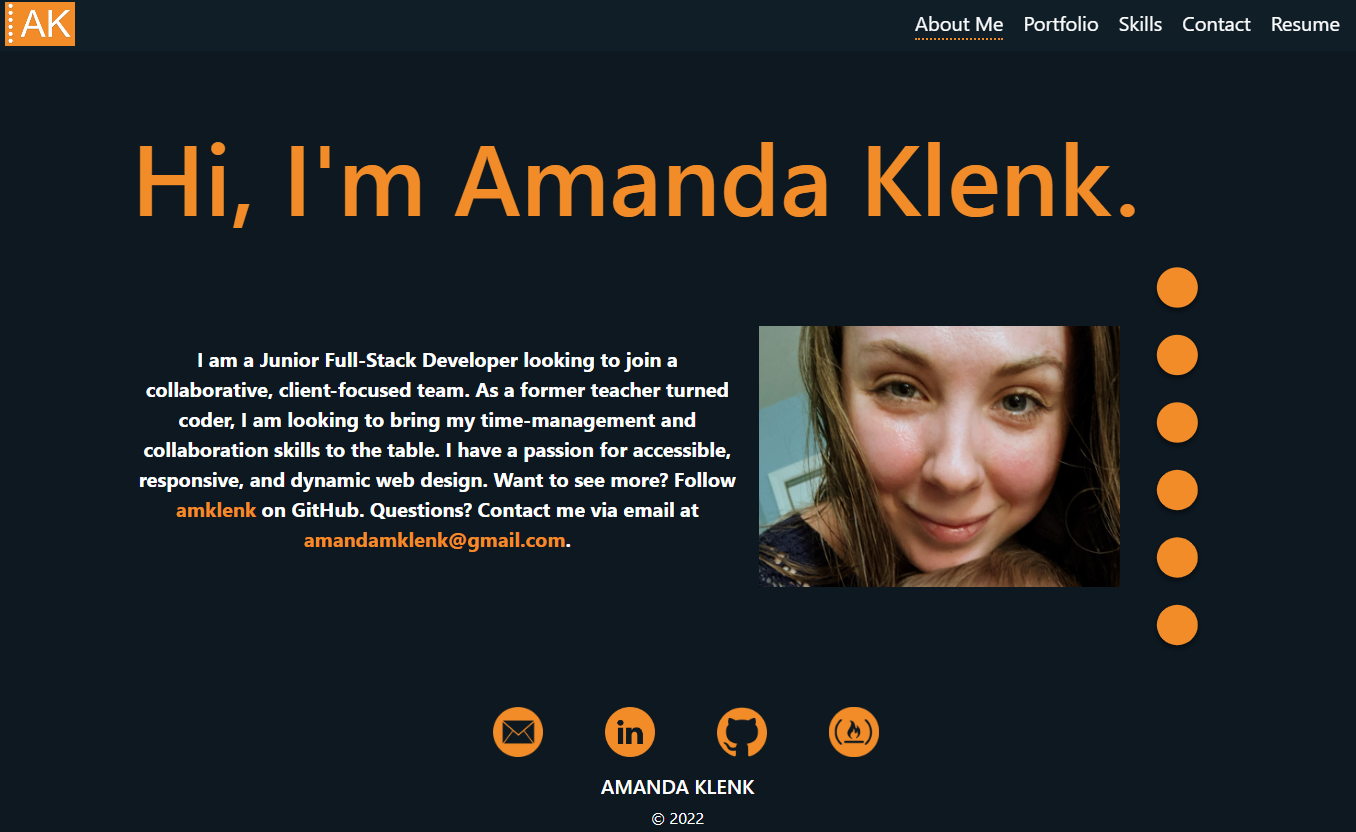 AK
About Me Portfolio Skills Contact Resume
Hi, I'm Amanda Klenk.
I am a Junior Full-Stack Developer looking to join a
collaborative, client-focused team. As a former teacher turned
coder, I am looking to bring my time-management and
collaboration skills to the table. I have a passion for accessible,
responsive, and dynamic web design. Want to see more? Follow
amklenk on GitHub. Questions? Contact me via email at
amandamklenk@gmail.com.
in
AMANDA KLENK
© 2022